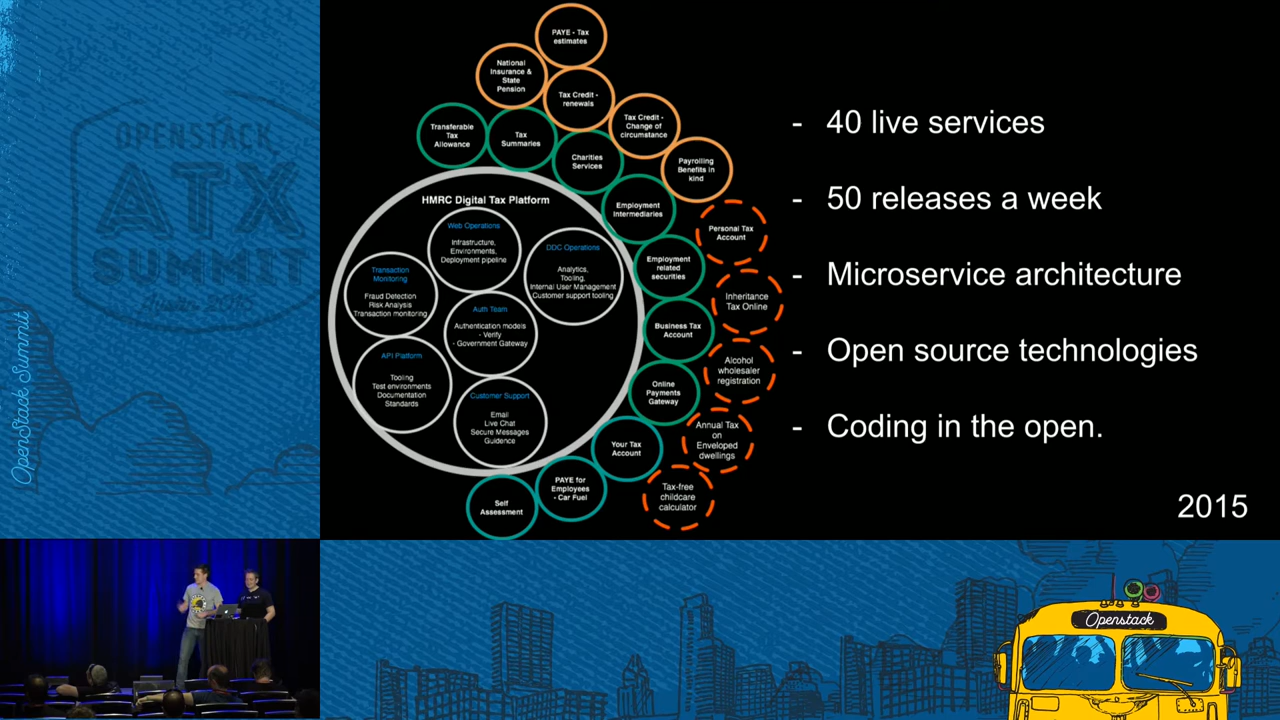 PAYE - Tax
estimates
National
Insurance &
State
Pension
Tax Credit -
renewals
Tax Credit -
Change of
circumstance
Payrolling
Benefits in
kind
Transferable
Tax
Allowance
Tax
Summaries
Charities
Services
Employment
Intermediaries
Employment
related
securities
Business Tax
Account
Online
Payments
Gateway
Your Tax
Account
PAYE for
Employees
- Car Fuel
Self
Assessment
Personal Tax
Account
Inheritance
Tax Online
Alcohol
wholesaler
registration
Annual Tax
on
Enveloped
dwellings
Tax-free
childcare
calculator
HMRC Digital Tax Platform
Web Operations
Infrastructure,
Environments,
Deployment pipeline
DDC Operations
Analytics,
Tooling,
Internal User Management
Customer support tooling
Transaction
Monitoring
Fraud Detection
Risk Analysis
Transaction monitoring
Auth Team
Authentication models
- Verify
- Government Gateway
API Platform
Tooling
Test environments
Documentation
Standards
Customer Support
Email
Live Chat
Secure Messages
Guidence
- 40 live services
- 50 releases a week
- Microservice architecture
- Open source technologies
- Coding in the open.
2015
OPENSTACK
ATX
SUMMIT
OpenStack Summit
Openstack